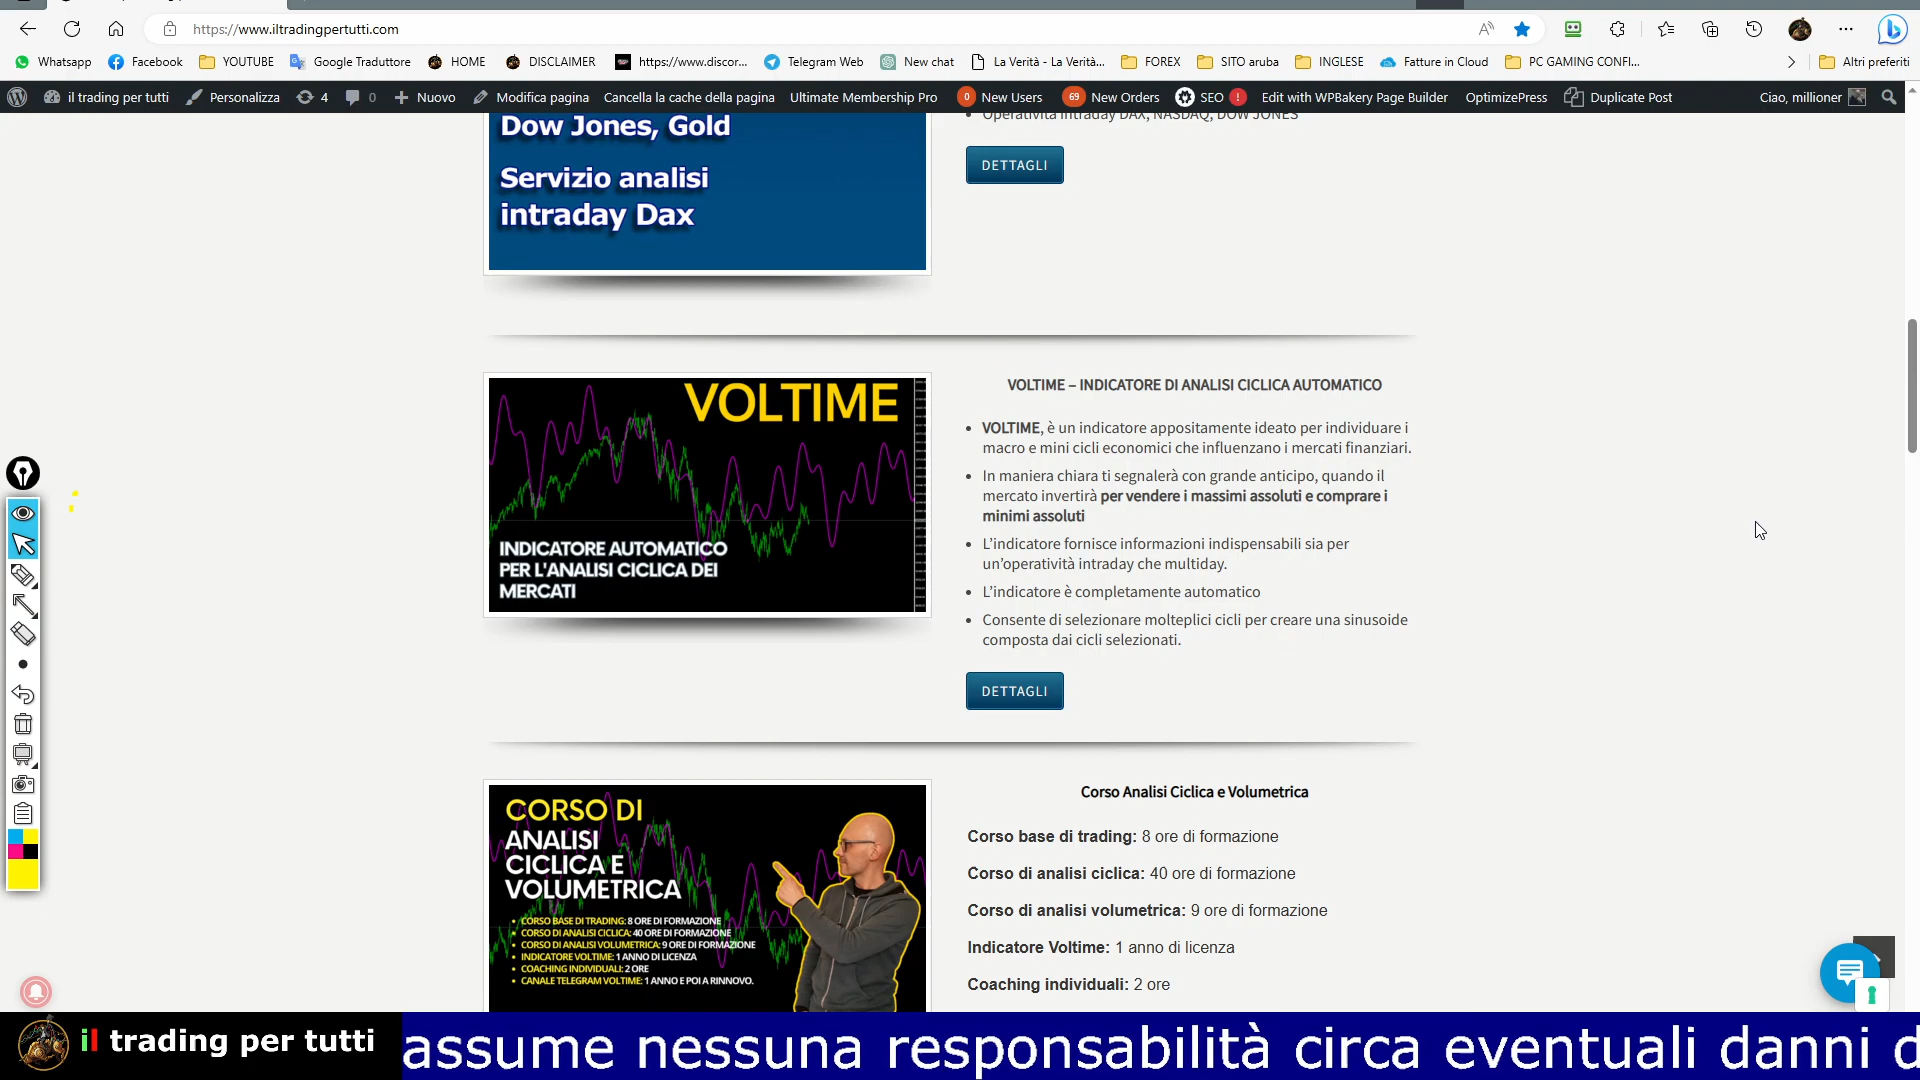 https://www.iltradingpertutti.com
Whatsapp Facebook YOUTUBE Google Traduttore HOME DISCLAIMER https://www.discor... Telegram Web New chat La Verità - La Verità... FOREX SITO aruba INGLESE Fatture in Cloud PC GAMING CONFI... Altri preferiti
il trading per tutti Personalizza 4 0 Nuovo Modifica pagina Cancella la cache della pagina Ultimate Membership Pro 0 New Users 69 New Orders SEO ! Edit with WPBakery Page Builder OptimizePress Duplicate Post Ciao, millioner
Dow Jones, Gold
Servizio analisi
intraday Dax
Operatività intraday DAX, NASDAQ, DOW JONES
DETTAGLI
VOLTIME
INDICATORE AUTOMATICO
PER L'ANALISI CICLICA DEI
MERCATI
VOLTIME – INDICATORE DI ANALISI CICLICA AUTOMATICO
VOLTIME, è un indicatore appositamente ideato per individuare i
macro e mini cicli economici che influenzano i mercati finanziari.
In maniera chiara ti segnalerà con grande anticipo, quando il
mercato invertirà per vendere i massimi assoluti e comprare i
minimi assoluti
L'indicatore fornisce informazioni indispensabili sia per
un'operatività intraday che multiday.
L'indicatore è completamente automatico
Consente di selezionare molteplici cicli per creare una sinusoide
composta dai cicli selezionati.
DETTAGLI
CORSO DI
ANALISI
CICLICA E
VOLUMETRICA
CORSO BASE DI TRADING: 8 ORE DI FORMAZIONE
CORSO DI ANALISI CICLICA: 40 ORE DI FORMAZIONE
CORSO DI ANALISI VOLUMETRICA: 9 ORE DI FORMAZIONE
INDICATORE VOLTIME: 1 ANNO DI LICENZA
COACHING INDIVIDUALI: 2 ORE
CANALE TELEGRAM VOLTIME: 1 ANNO E POI A RINNOVO.
Corso Analisi Ciclica e Volumetrica
Corso base di trading: 8 ore di formazione
Corso di analisi ciclica: 40 ore di formazione
Corso di analisi volumetrica: 9 ore di formazione
Indicatore Voltime: 1 anno di licenza
Coaching individuali: 2 ore
il trading per tutti
assume nessuna responsabilità circa eventuali danni d